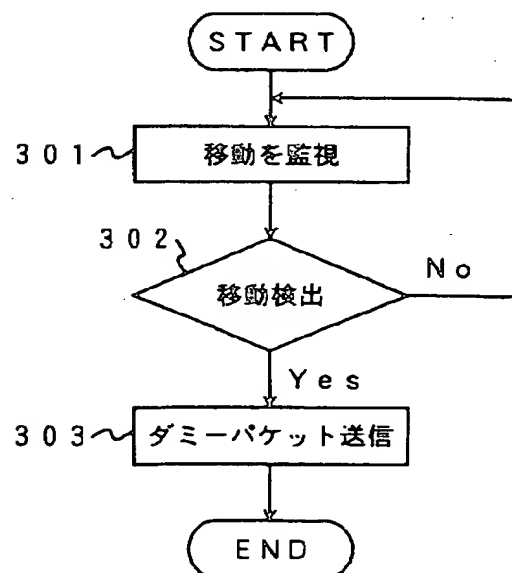 START
301 移動を監視
302
移動検出
No
Yes
303 ダミーパケット送信
END